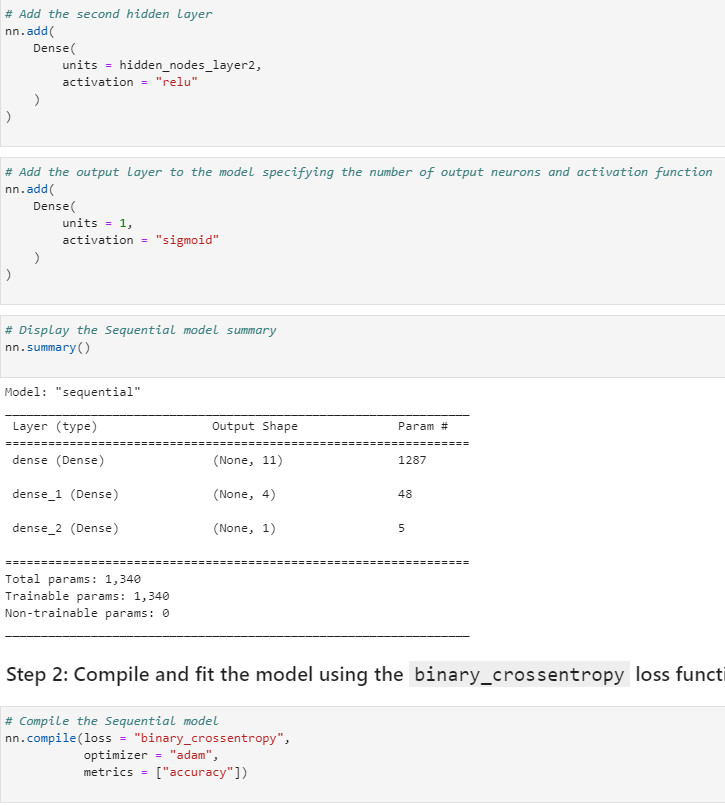 # Add the second hidden layer
nn.add(
    Dense(
        units = hidden_nodes_layer2,
        activation = "relu"
    )
)
# Add the output layer to the model specifying the number of output neurons and activation function
nn.add(
    Dense(
        units = 1,
        activation = "sigmoid"
    )
)
# Display the Sequential model summary
nn.summary()
Model: "sequential"
_________________________________________________________________
 Layer (type)                Output Shape              Param #
=================================================================
 dense (Dense)               (None, 11)                1287
 dense_1 (Dense)             (None, 4)                 48
 dense_2 (Dense)             (None, 1)                 5
=================================================================
Total params: 1,340
Trainable params: 1,340
Non-trainable params: 0
_________________________________________________________________
Step 2: Compile and fit the model using the binary_crossentropy loss functi
# Compile the Sequential model
nn.compile(loss = "binary_crossentropy",
           optimizer = "adam",
           metrics = ["accuracy"])